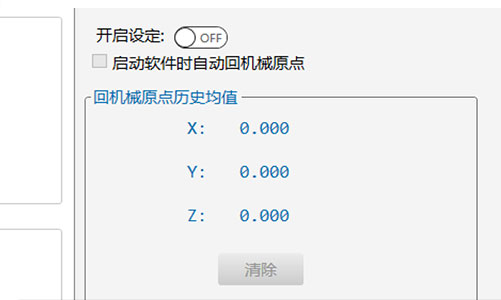 开启设定: OFF
启动软件时自动回机械原点
回机械原点历史均值
X: 0.000
Y: 0.000
Z: 0.000
清除